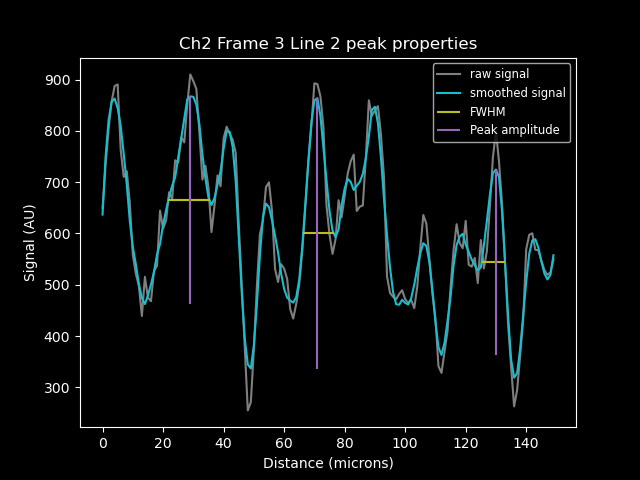 Ch2 Frame 3 Line 2 peak properties
raw signal
smoothed signal
FWHM
Peak amplitude
Signal (AU)
900
800
700
600
500
400
300
0 20 40 60 80 100 120 140
Distance (microns)